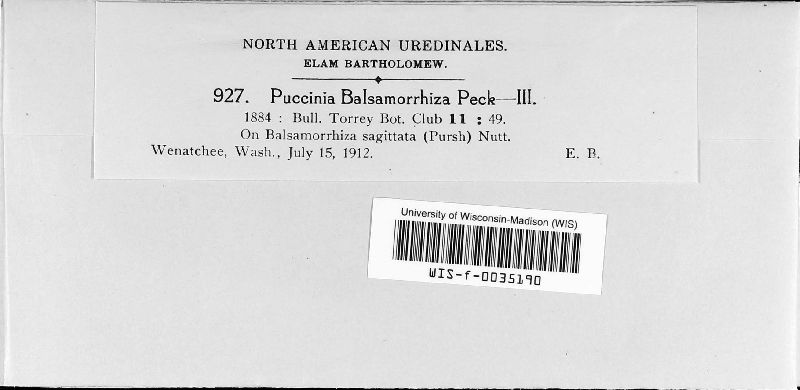 NORTH AMERICAN UREDINALES.
ELAM BARTHOLOMEW.
927. Puccinia Balsamorrhiza Peck—III.
1884 : Bull. Torrey Bot. Club 11 : 49.
On Balsamorrhiza sagittata (Pursh) Nutt.
Wenatchee, Wash., July 15, 1912. E. B.
University of Wisconsin-Madison (WIS)
WIS-f-0035190